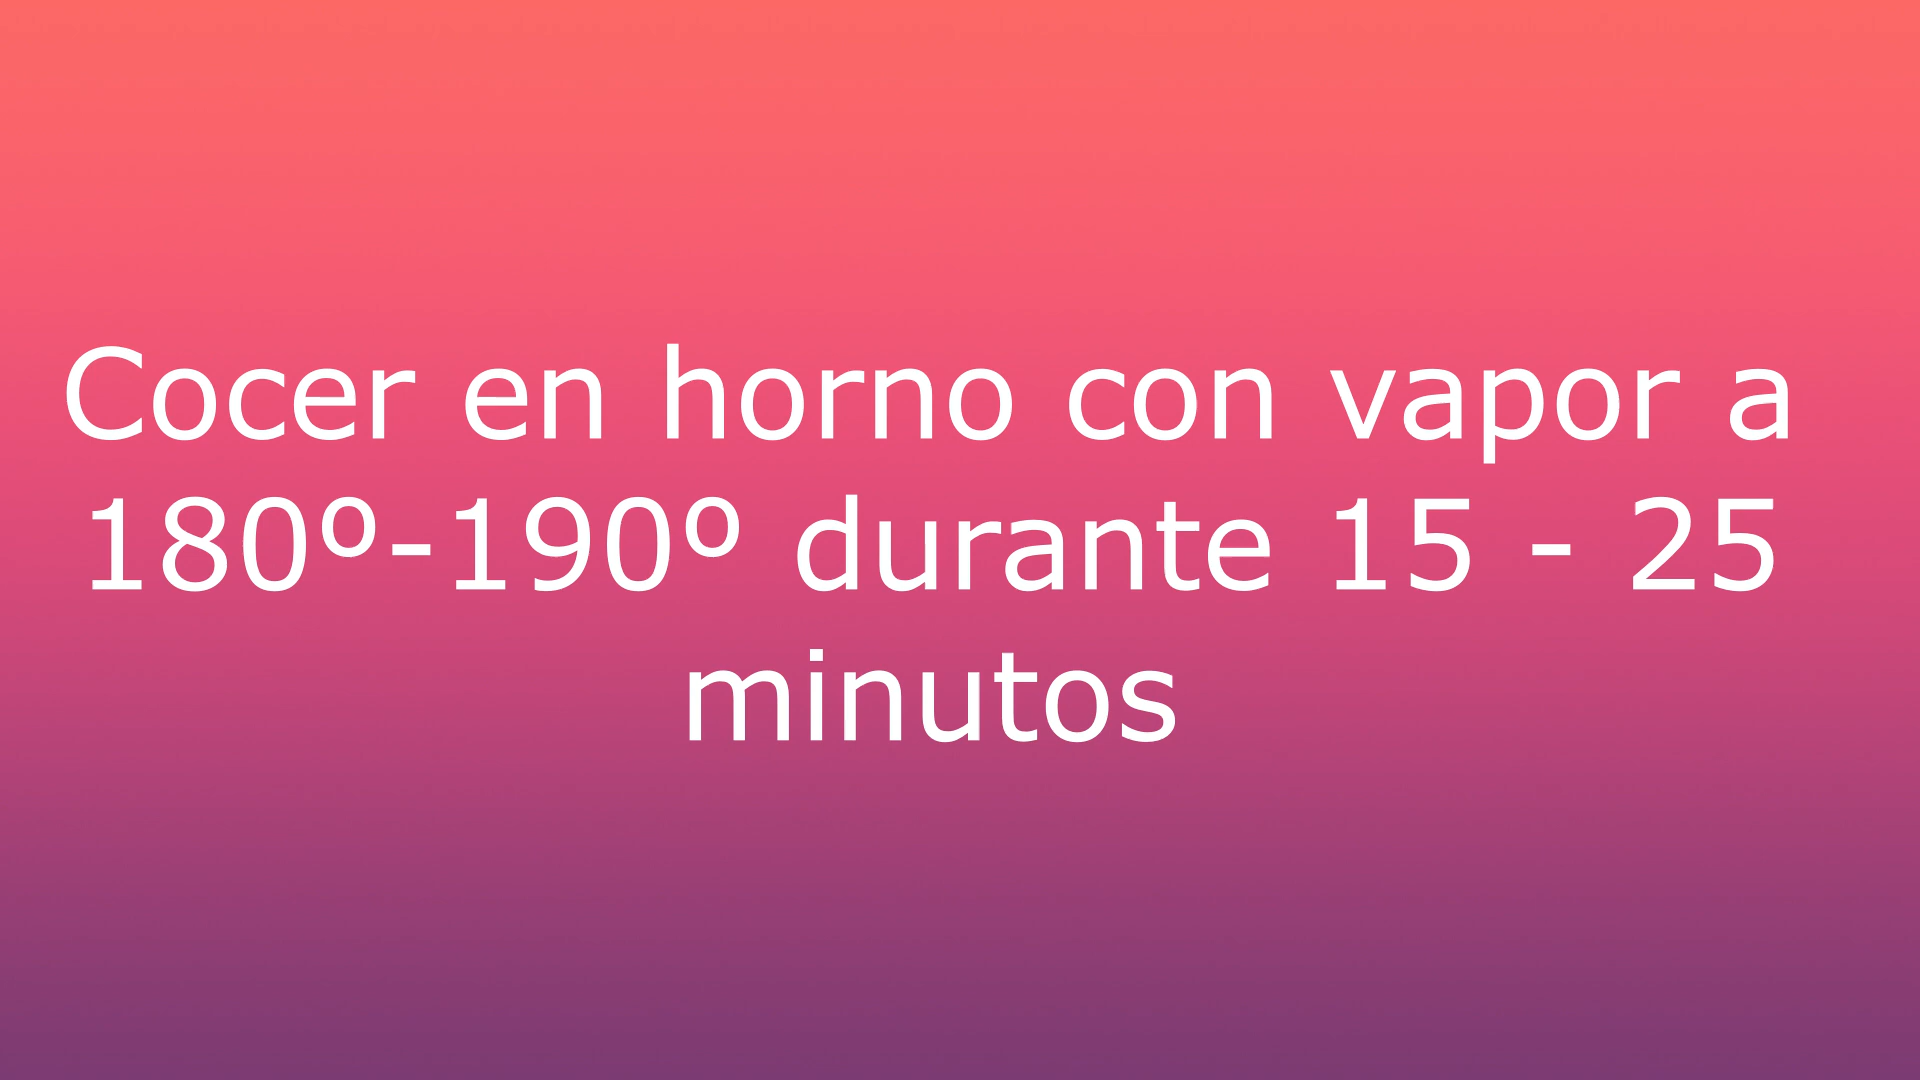 Cocer en horno con vapor a
180º-190º durante 15 - 25
minutos